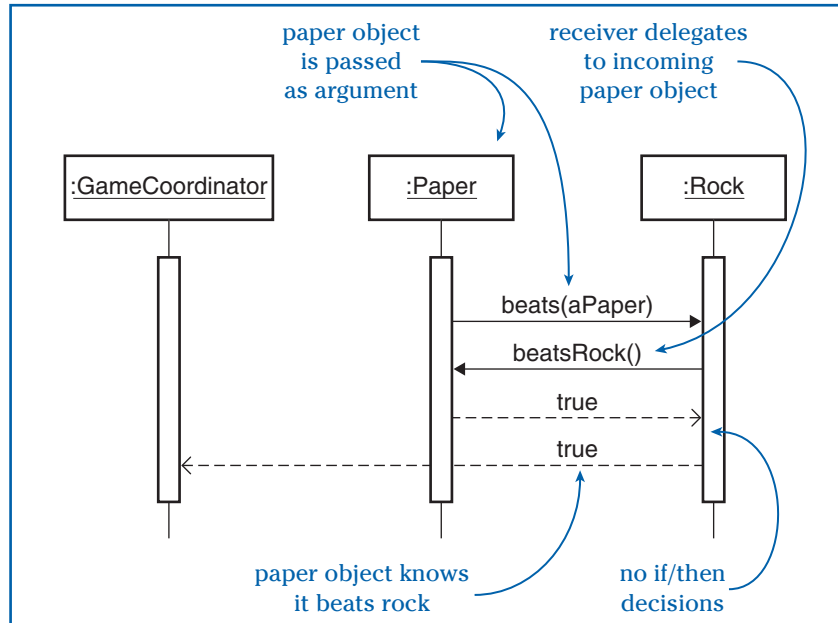 paper object
is passed
as argument
receiver delegates
to incoming
paper object
:GameCoordinator
:Paper
:Rock
beats(aPaper)
beatsRock()
true
true
paper object knows
it beats rock
no if/then
decisions